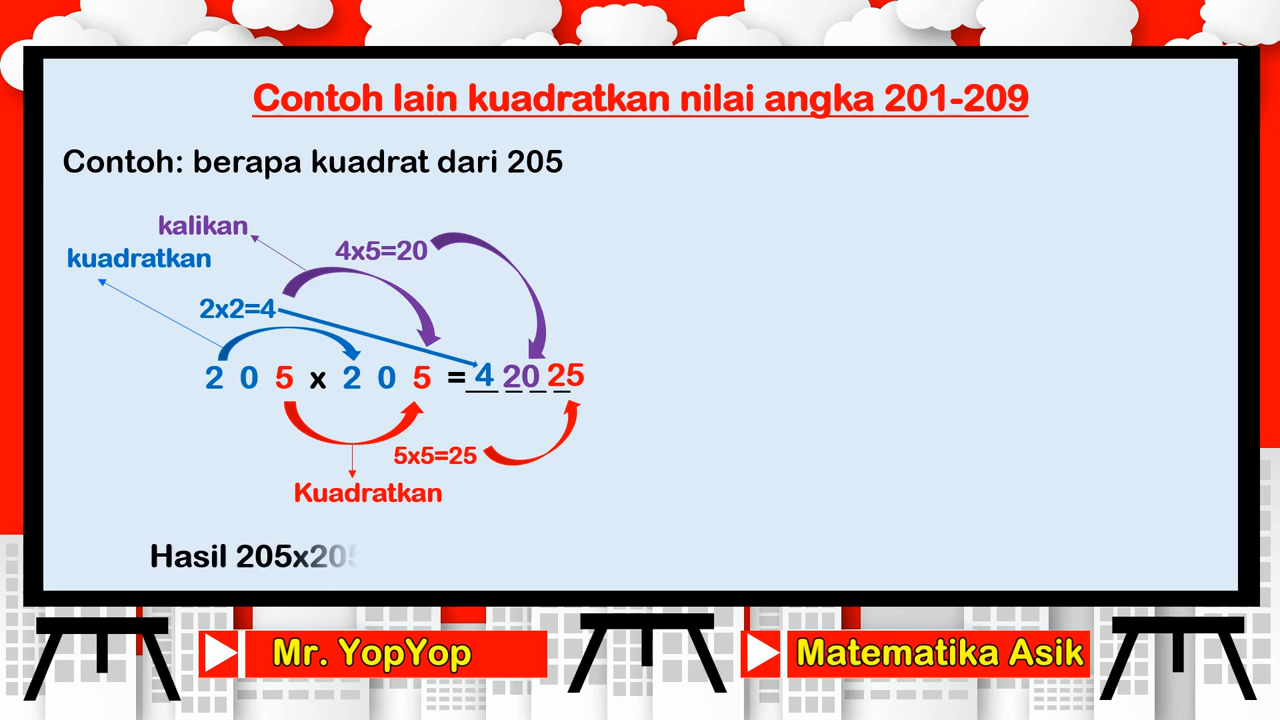 Contoh lain kuadratkan nilai angka 201-209
Contoh: berapa kuadrat dari 205
kalikan
4x5=20
kuadratkan
2x2=4
2 0 5 x 2 0 5 = 4 20 25
5x5=25
Kuadratkan
Hasil 205x205
Mr. YopYop
Matematika Asik